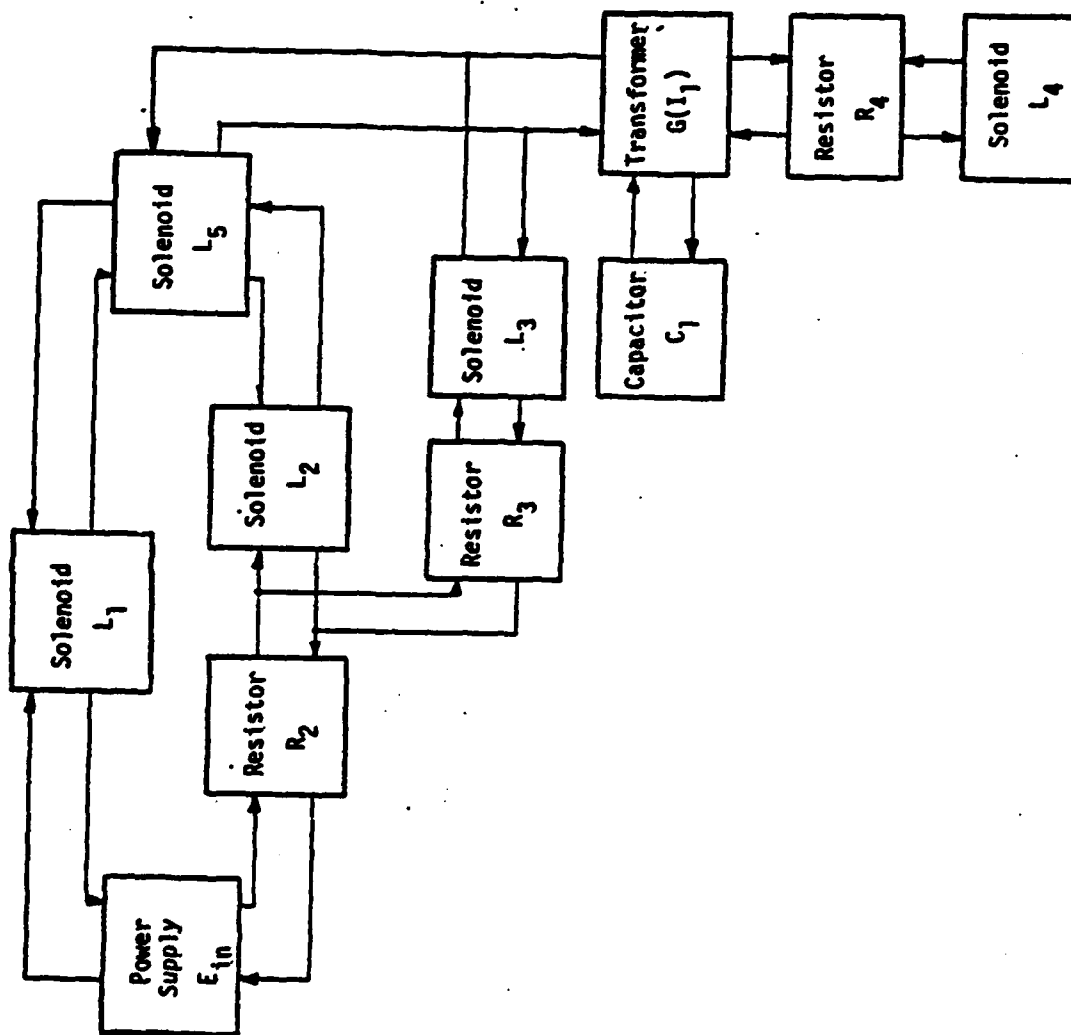 Power
Supply
E_in
Solenoid
L_1
Resistor
R_2
Solenoid
L_2
Solenoid
L_5
Resistor
R_3
Solenoid
L_3
Capacitor
C_1
Transformer
G(I_1)
Resistor
R_4
Solenoid
L_4